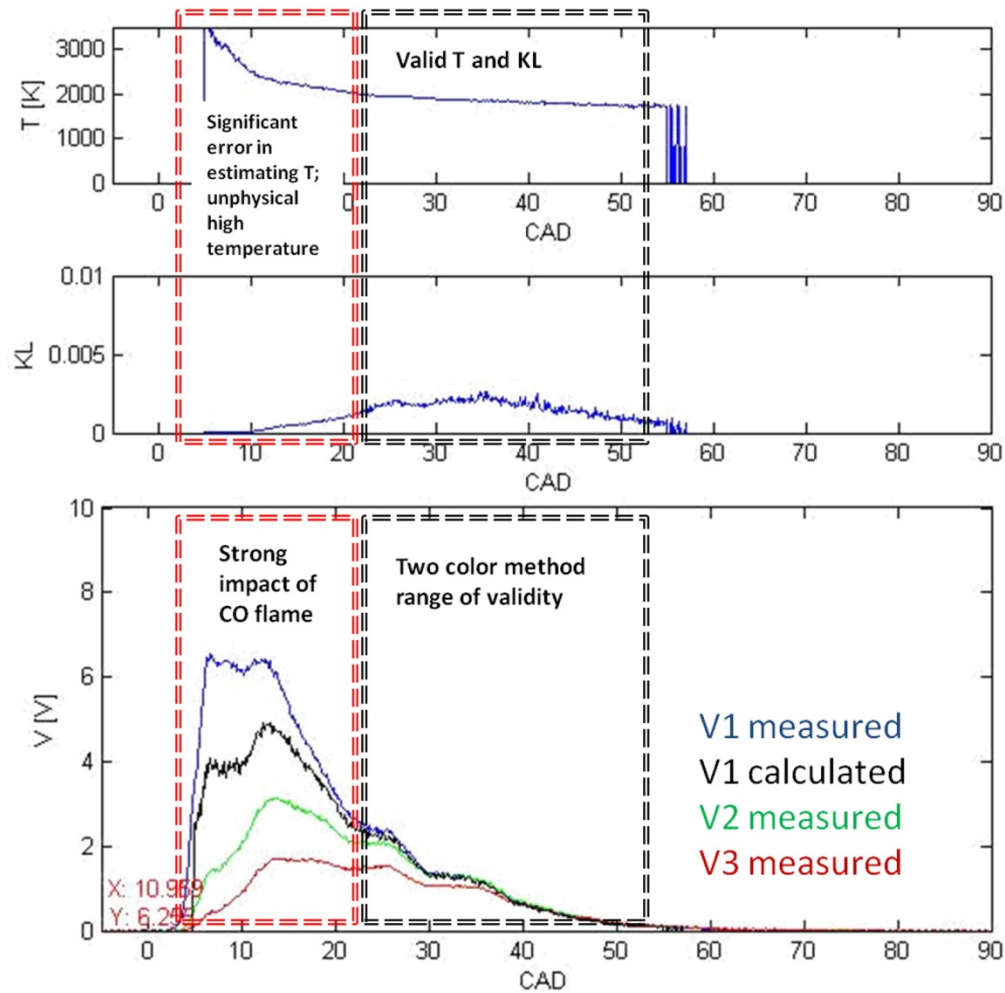 3000
2000
1000
0
T [K]
Valid T and KL
Significant
error in
estimating T;
unphysical
high
temperature
0 20 30 40 50 60 70 80 90
CAD
0.01
0.005
0
KL
0 10 20 30 40 50 60 70 80 90
CAD
10
8
6
4
2
0
V [V]
Strong
impact of
CO flame
Two color method
range of validity
V1 measured
V1 calculated
V2 measured
V3 measured
X: 10.969
Y: 6.2
0 10 20 30 40 50 60 70 80 90
CAD